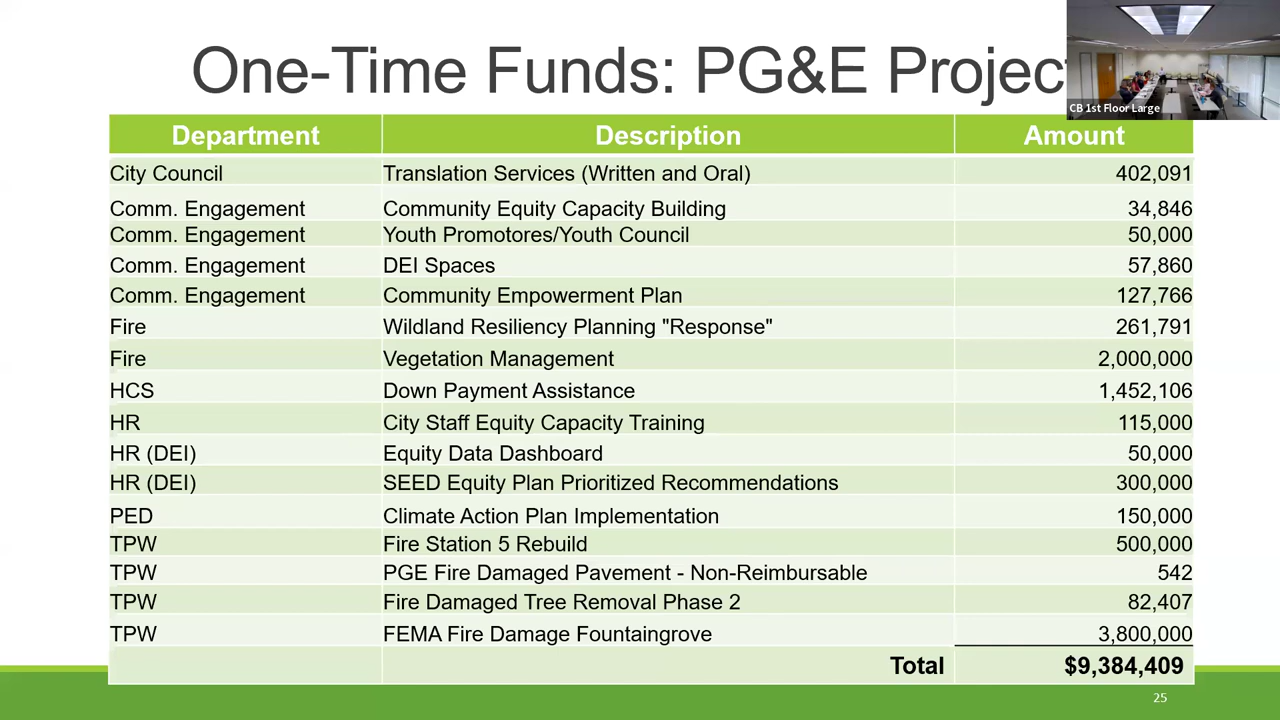 One-Time Funds: PG&E Project
CB 1st Floor Large
Department Description Amount
City Council Translation Services (Written and Oral) 402,091
Comm. Engagement Community Equity Capacity Building 34,846
Comm. Engagement Youth Promotores/Youth Council 50,000
Comm. Engagement DEI Spaces 57,860
Comm. Engagement Community Empowerment Plan 127,766
Fire Wildland Resiliency Planning "Response" 261,791
Fire Vegetation Management 2,000,000
HCS Down Payment Assistance 1,452,106
HR City Staff Equity Capacity Training 115,000
HR (DEI) Equity Data Dashboard 50,000
HR (DEI) SEED Equity Plan Prioritized Recommendations 300,000
PED Climate Action Plan Implementation 150,000
TPW Fire Station 5 Rebuild 500,000
TPW PGE Fire Damaged Pavement - Non-Reimbursable 542
TPW Fire Damaged Tree Removal Phase 2 82,407
TPW FEMA Fire Damage Fountaingrove 3,800,000
Total $9,384,409
25